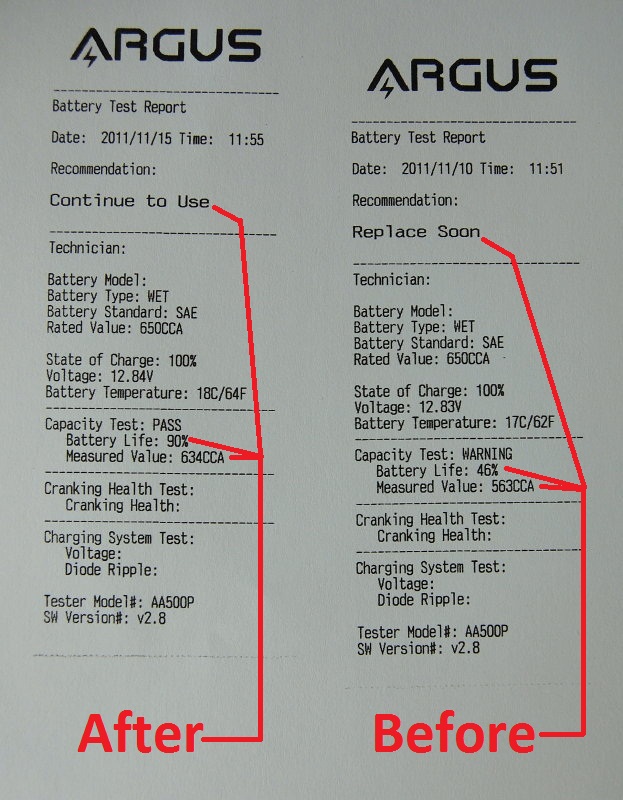 ARGUS
Battery Test Report
Date: 2011/11/15 Time: 11:55
Recommendation:
Continue to Use
Technician:
Battery Model:
Battery Type: WET
Battery Standard: SAE
Rated Value: 650CCA
State of Charge: 100%
Voltage: 12.84V
Battery Temperature: 18C/64F
Capacity Test: PASS
Battery Life: 90%
Measured Value: 634CCA
Cranking Health Test:
Cranking Health:
Charging System Test:
Voltage:
Diode Ripple:
Tester Model#: AA500P
SW Version#: v2.8
After
ARGUS
Battery Test Report
Date: 2011/11/10 Time: 11:51
Recommendation:
Replace Soon
Technician:
Battery Model:
Battery Type: WET
Battery Standard: SAE
Rated Value: 650CCA
State of Charge: 100%
Voltage: 12.83V
Battery Temperature: 17C/62F
Capacity Test: WARNING
Battery Life: 46%
Measured Value: 563CCA
Cranking Health Test:
Cranking Health:
Charging System Test:
Voltage:
Diode Ripple:
Tester Model#: AA500P
SW Version#: v2.8
Before